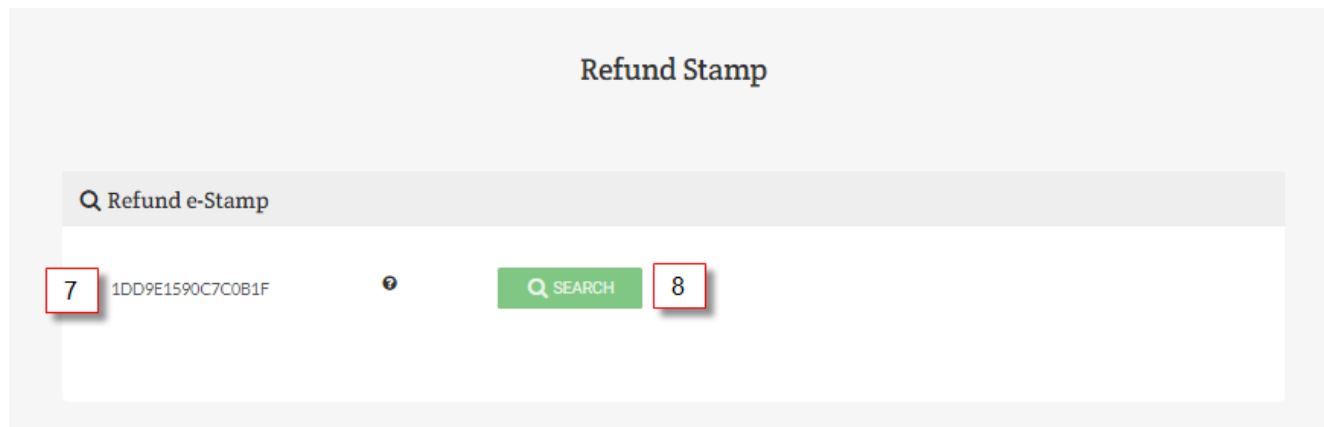 Refund Stamp
Refund e-Stamp
7 1DD9E1590C7C0B1F ? SEARCH 8